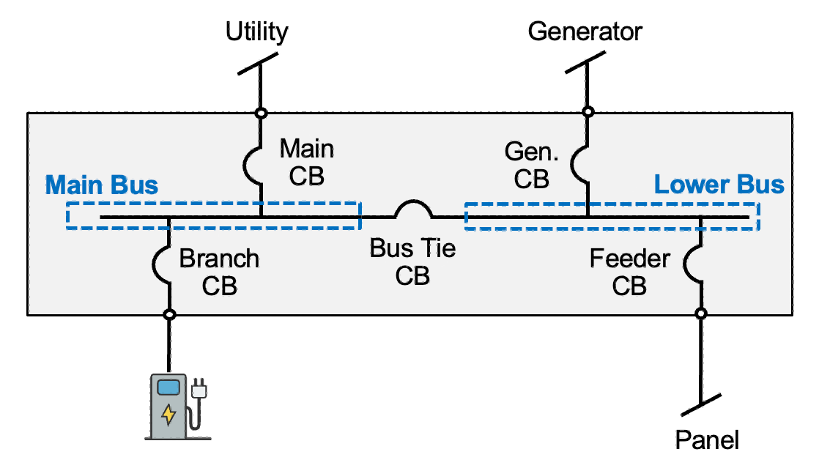 Utility
Generator
Main
CB
Gen.
CB
Main Bus
Lower Bus
Branch
CB
Bus Tie
CB
Feeder
CB
Panel